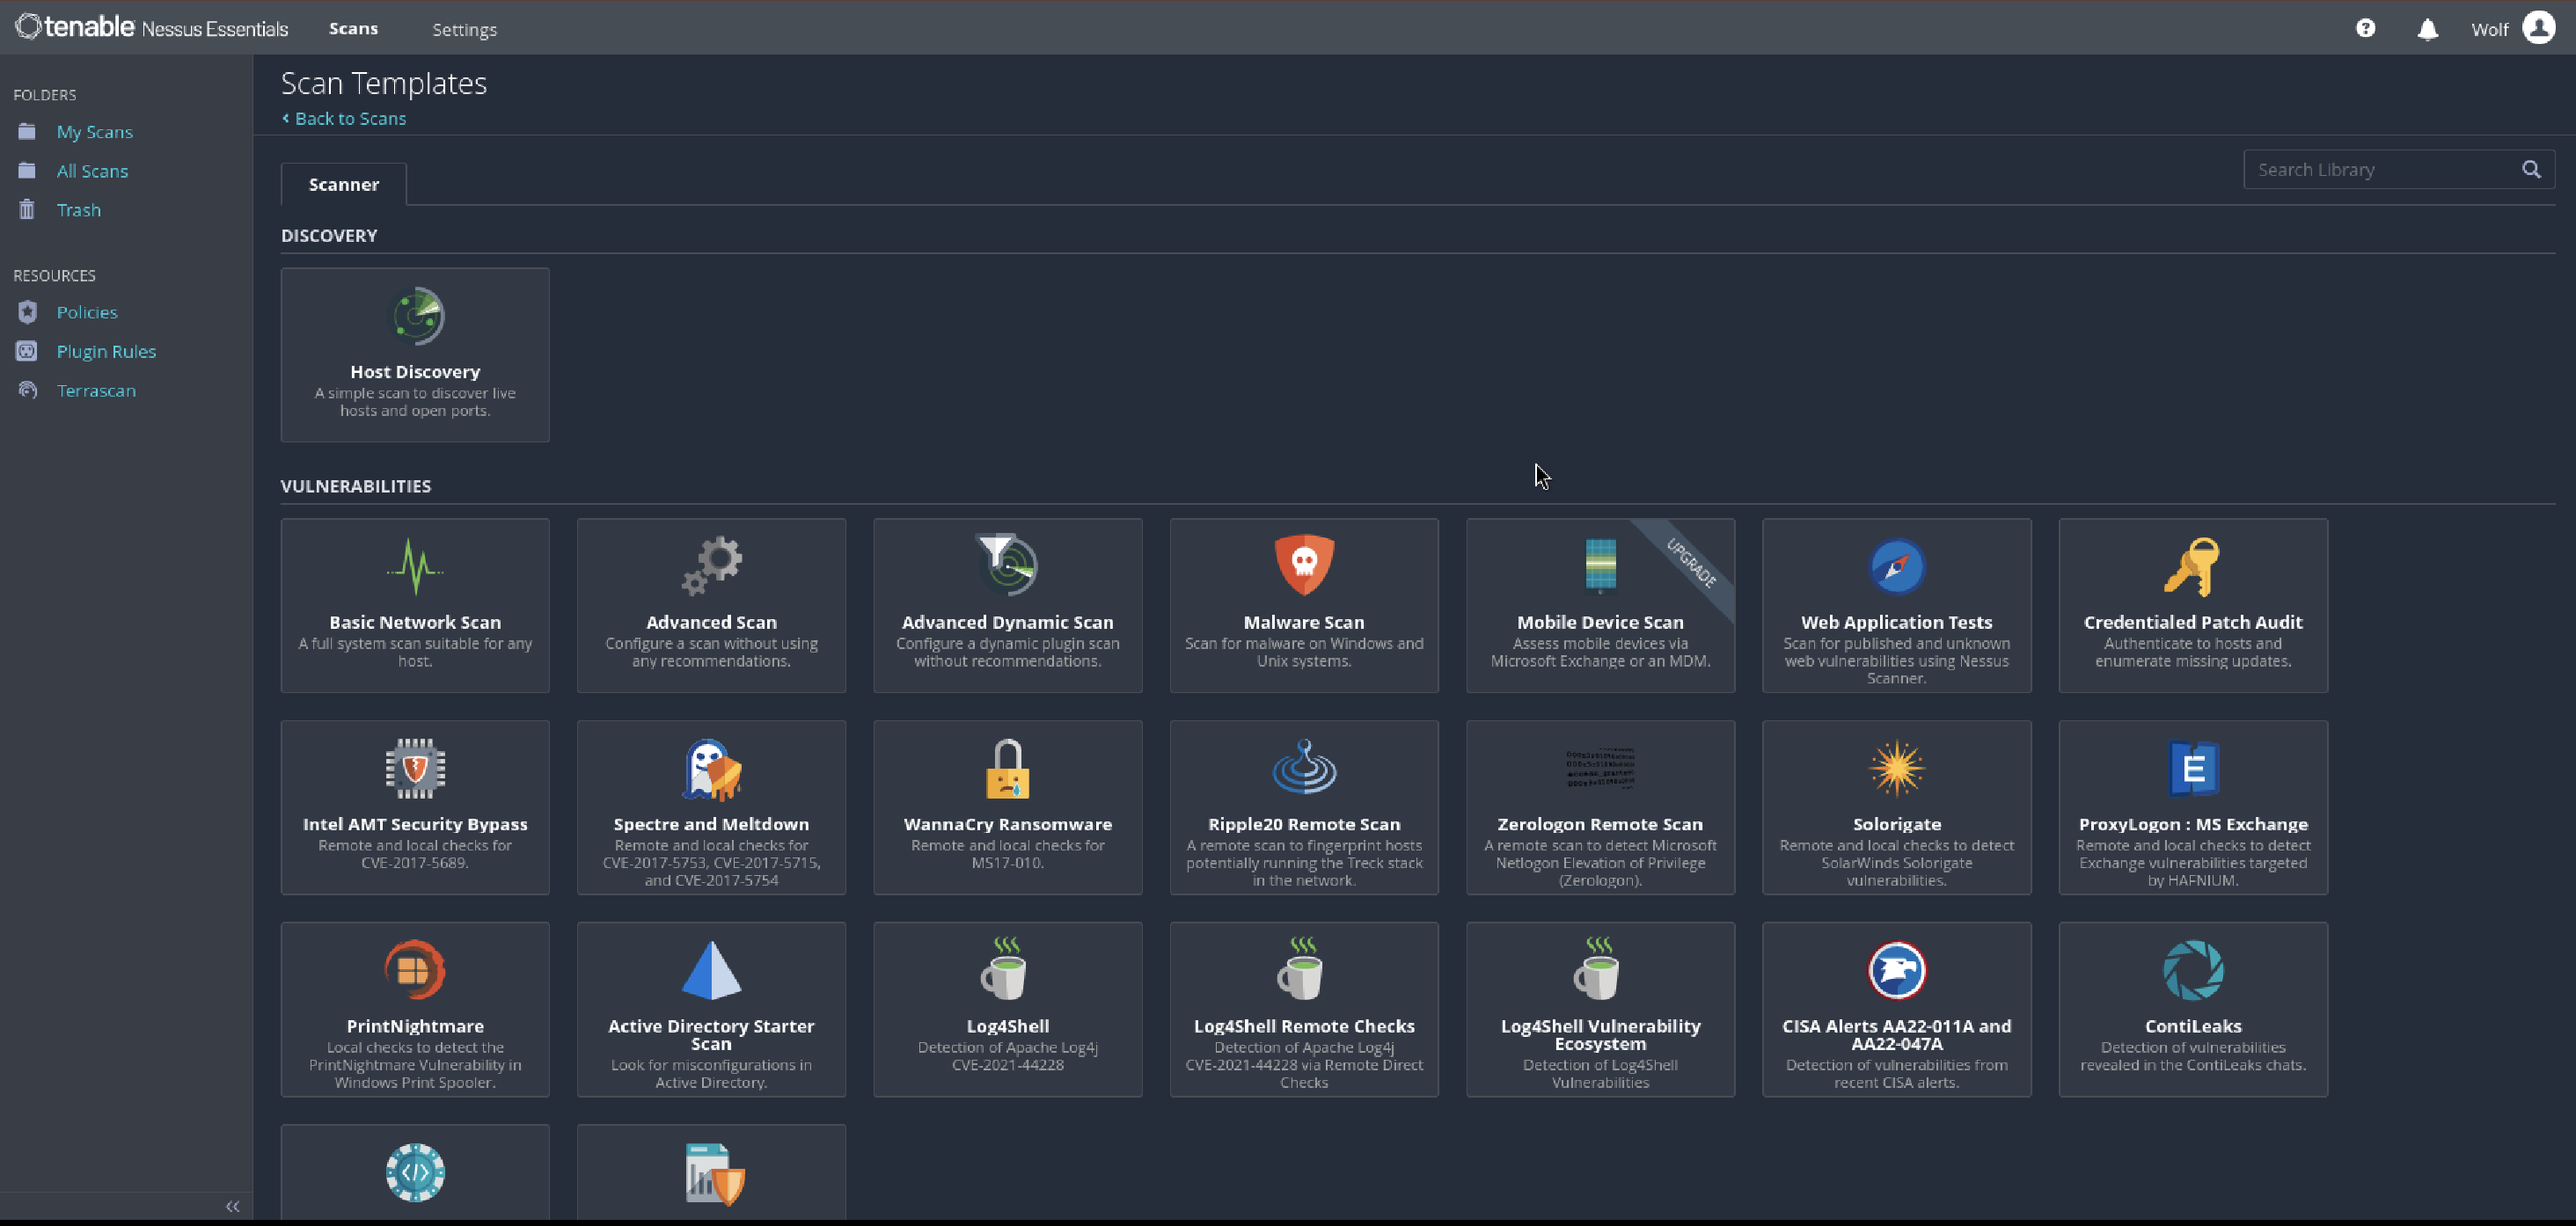 tenable Nessus Essentials
Scans
Settings
Wolf
FOLDERS
My Scans
All Scans
Trash
RESOURCES
Policies
Plugin Rules
Terrascan
Scan Templates
Back to Scans
Scanner
Search Library
DISCOVERY
Host Discovery
A simple scan to discover live
hosts and open ports.
VULNERABILITIES
Basic Network Scan
A full system scan suitable for any
host.
Advanced Scan
Configure a scan without using
any recommendations.
Advanced Dynamic Scan
Configure a dynamic plugin scan
without recommendations.
Malware Scan
Scan for malware on Windows and
Unix systems.
UPGRADE
Mobile Device Scan
Assess mobile devices via
Microsoft Exchange or an MDM.
Web Application Tests
Scan for published and unknown
web vulnerabilities using Nessus
Scanner.
Credentialed Patch Audit
Authenticate to hosts and
enumerate missing updates.
Intel AMT Security Bypass
Remote and local checks for
CVE-2017-5689.
Spectre and Meltdown
Remote and local checks for
CVE-2017-5753, CVE-2017-5715,
and CVE-2017-5754
WannaCry Ransomware
Remote and local checks for
MS17-010.
Ripple20 Remote Scan
A remote scan to fingerprint hosts
potentially running the Treck stack
in the network.
Zerologon Remote Scan
A remote scan to detect Microsoft
Netlogon Elevation of Privilege
(Zerologon).
Solorigate
Remote and local checks to detect
SolarWinds Solorigate
vulnerabilities.
E
ProxyLogon : MS Exchange
Remote and local checks to detect
Exchange vulnerabilities targeted
by HAFNIUM.
PrintNightmare
Local checks to detect the
PrintNightmare Vulnerability in
Windows Print Spooler.
Active Directory Starter
Scan
Look for misconfigurations in
Active Directory.
Log4Shell
Detection of Apache Log4j
CVE-2021-44228
Log4Shell Remote Checks
Detection of Apache Log4j
CVE-2021-44228 via Remote Direct
Checks
Log4Shell Vulnerability
Ecosystem
Detection of Log4Shell
Vulnerabilities
CISA Alerts AA22-011A and
AA22-047A
Detection of vulnerabilities from
recent CISA alerts.
ContiLeaks
Detection of vulnerabilities
revealed in the ContiLeaks chats.